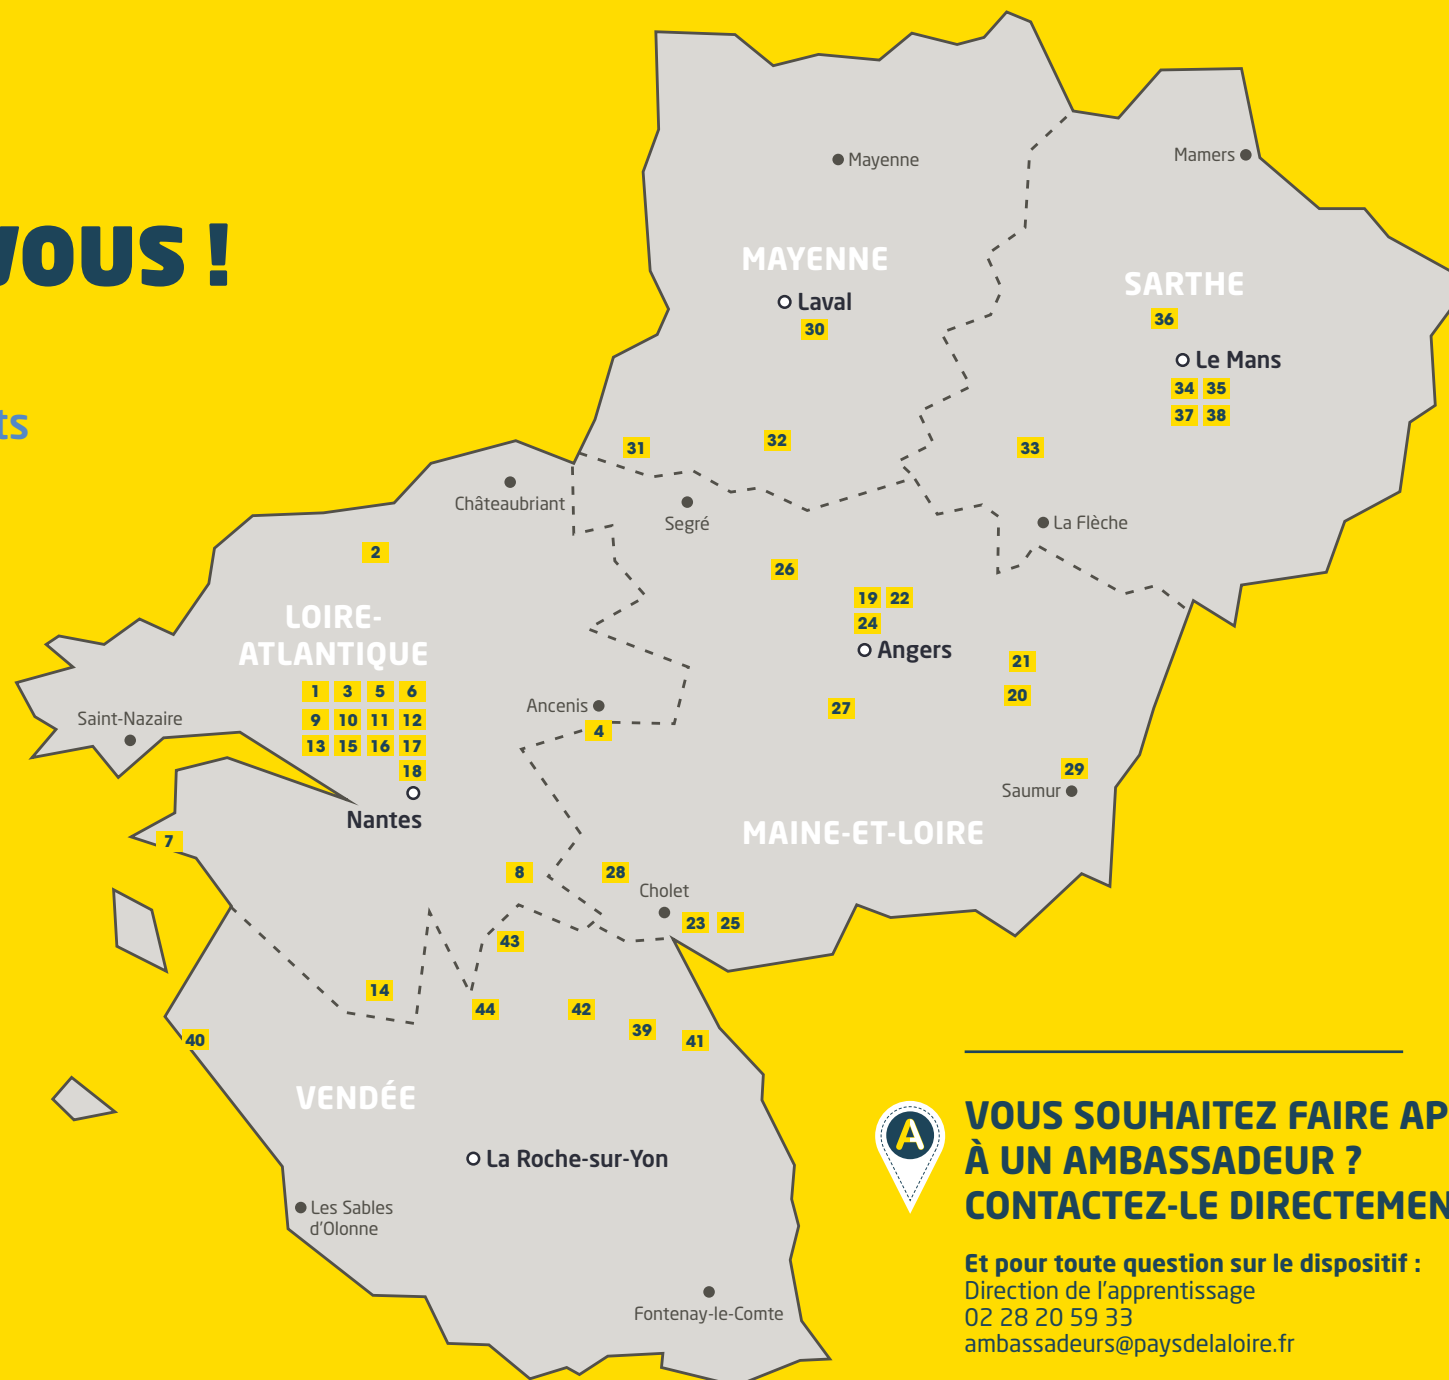 VOUS !
ts
Mayenne
Mamers
MAYENNE
Laval
30
SARTHE
36
Le Mans
34 35
37 38
31
32
33
Châteaubriant
Segré
La Flèche
2
26
LOIRE-
ATLANTIQUE
1 3 5 6
9 10 11 12
13 15 16 17
18
Nantes
Saint-Nazaire
Ancenis
4
19 22
24
Angers
21
20
27
29
Saumur
MAINE-ET-LOIRE
7
8
28
Cholet
23 25
43
14
44
42
39
41
40
VENDÉE
La Roche-sur-Yon
Les Sables
d'Olonne
Fontenay-le-Comte
A
VOUS SOUHAITEZ FAIRE AP
À UN AMBASSADEUR ?
CONTACTEZ-LE DIRECTEMEN
Et pour toute question sur le dispositif :
Direction de l'apprentissage
02 28 20 59 33
ambassadeurs@paysdelaloire.fr